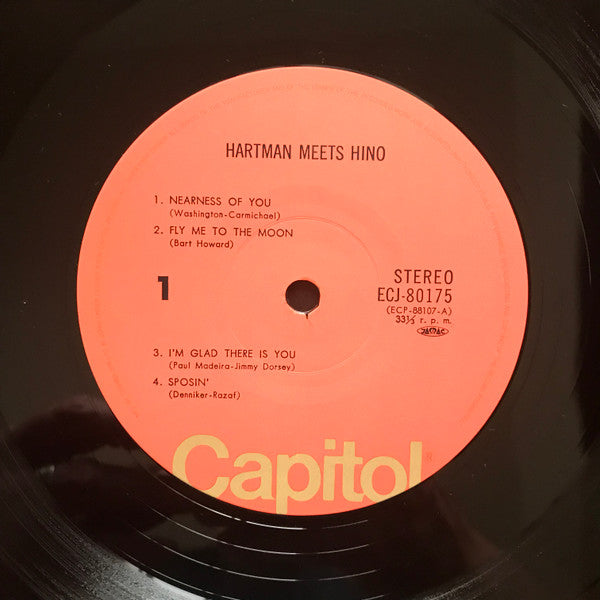 HARTMAN MEETS HINO
1. NEARNESS OF YOU
(Washington-Carmichael)
2. FLY ME TO THE MOON
(Bart Howard)
1
STEREO
ECJ-80175
(ECP-88107-A)
33⅓ r. p. m.
3. I'M GLAD THERE IS YOU
(Paul Madeira-Jimmy Dorsey)
4. SPOSIN'
(Denniker-Razaf)
Capitol®